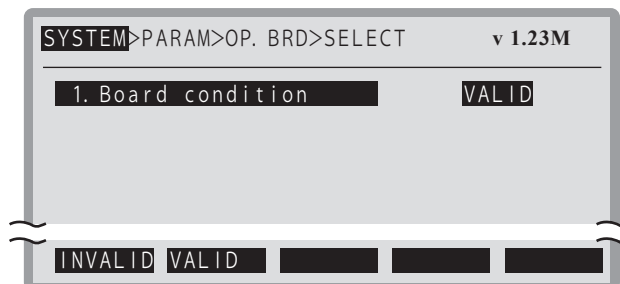 SYSTEM>PARAM>OP. BRD>SELECT v 1.23M
1. Board condition VALID
INVALID VALID